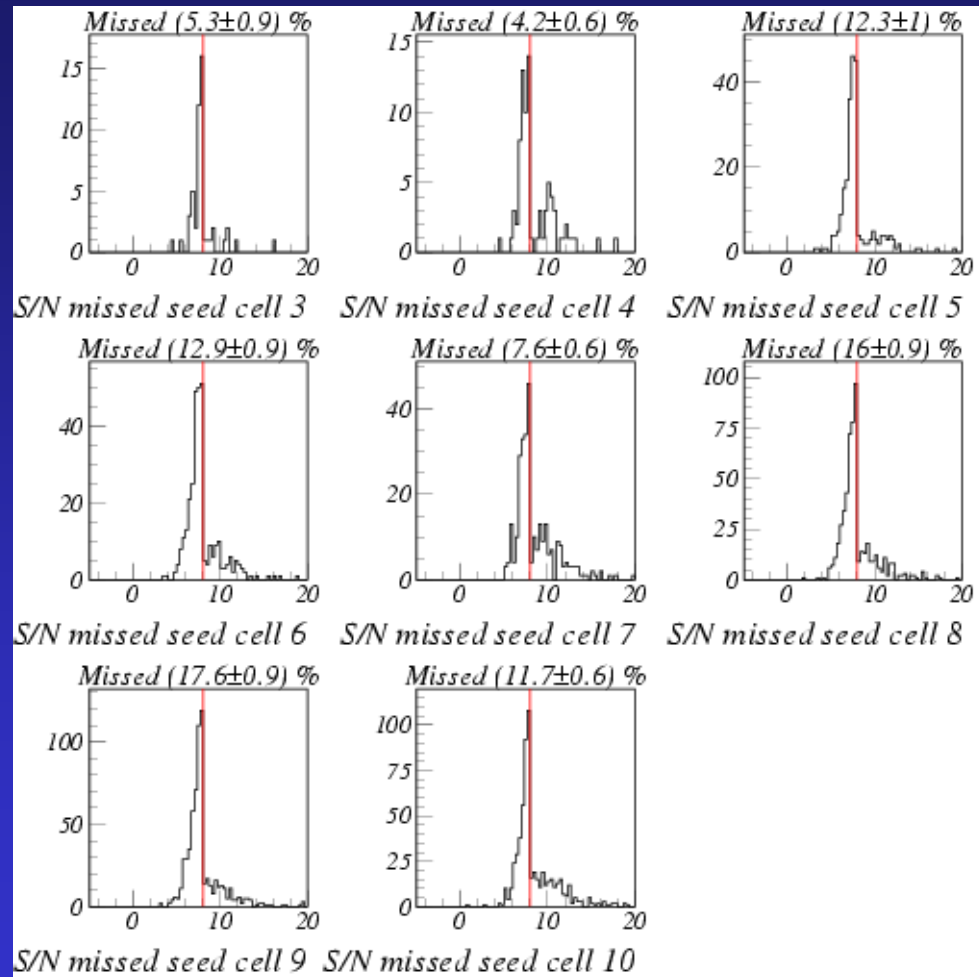 Missed (5.3±0.9) %
15
10
5
0
0 10 20
S/N missed seed cell 3
Missed (4.2±0.6) %
15
10
5
0
0 10 20
S/N missed seed cell 4
Missed (12.3±1) %
40
20
0
0 10 20
S/N missed seed cell 5
Missed (12.9±0.9) %
40
20
0
0 10 20
S/N missed seed cell 6
Missed (7.6±0.6) %
40
20
0
0 10 20
S/N missed seed cell 7
Missed (16±0.9) %
100
75
50
25
0
0 10 20
S/N missed seed cell 8
Missed (17.6±0.9) %
100
50
0
0 10 20
S/N missed seed cell 9
Missed (11.7±0.6) %
100
75
50
25
0
0 10 20
S/N missed seed cell 10